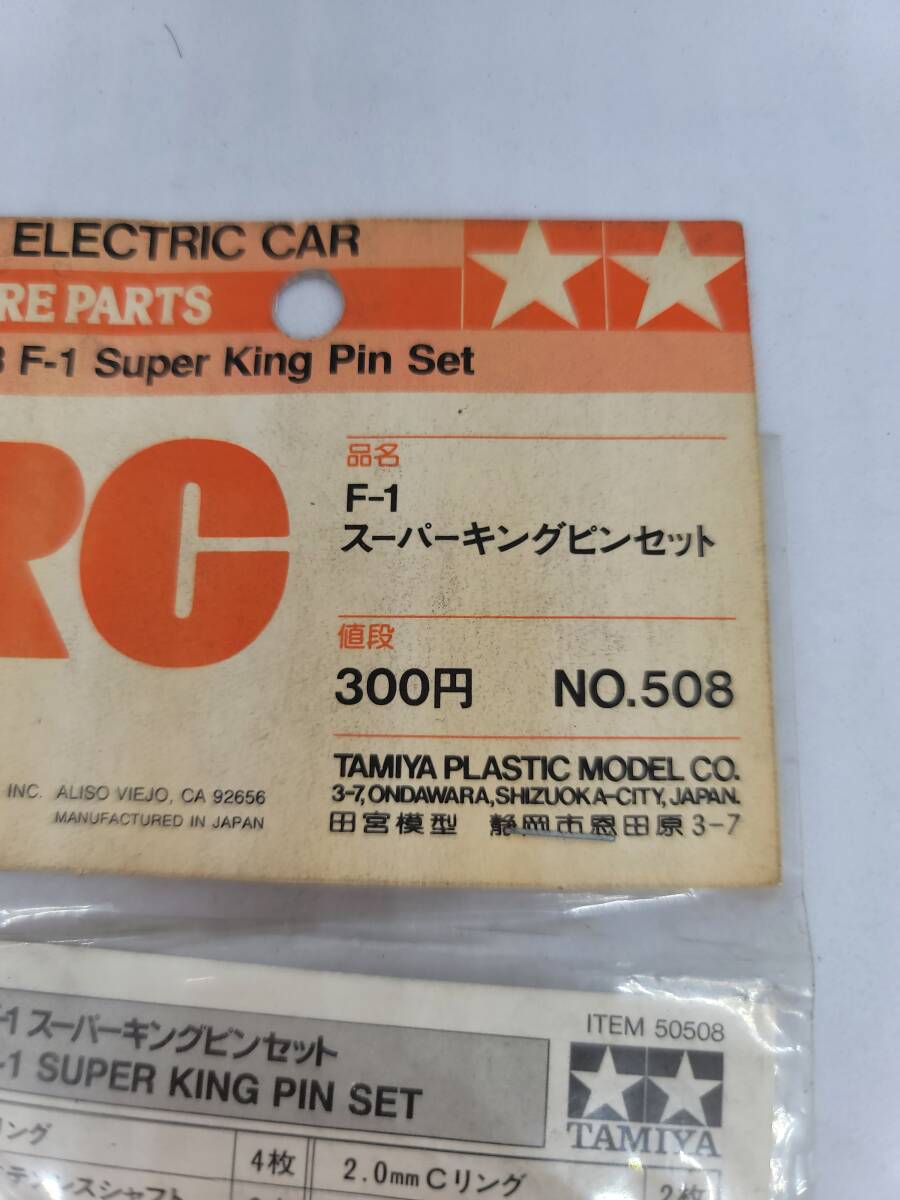 ELECTRIC CAR
RE PARTS
F-1 Super King Pin Set
RC
品名
F-1
スーパーキングピンセット
値段
300円 NO.508
TAMIYA PLASTIC MODEL CO.
3-7, ONDAWARA, SHIZUOKA-CITY, JAPAN.
田宮模型 静岡市恩田原3-7
INC. ALISO VIEJO, CA 92656
MANUFACTURED IN JAPAN
ITEM 50508
-1 スーパーキングピンセット
-1 SUPER KING PIN SET
TAMIYA
リング 4枚 2.0mm Cリング 2枚